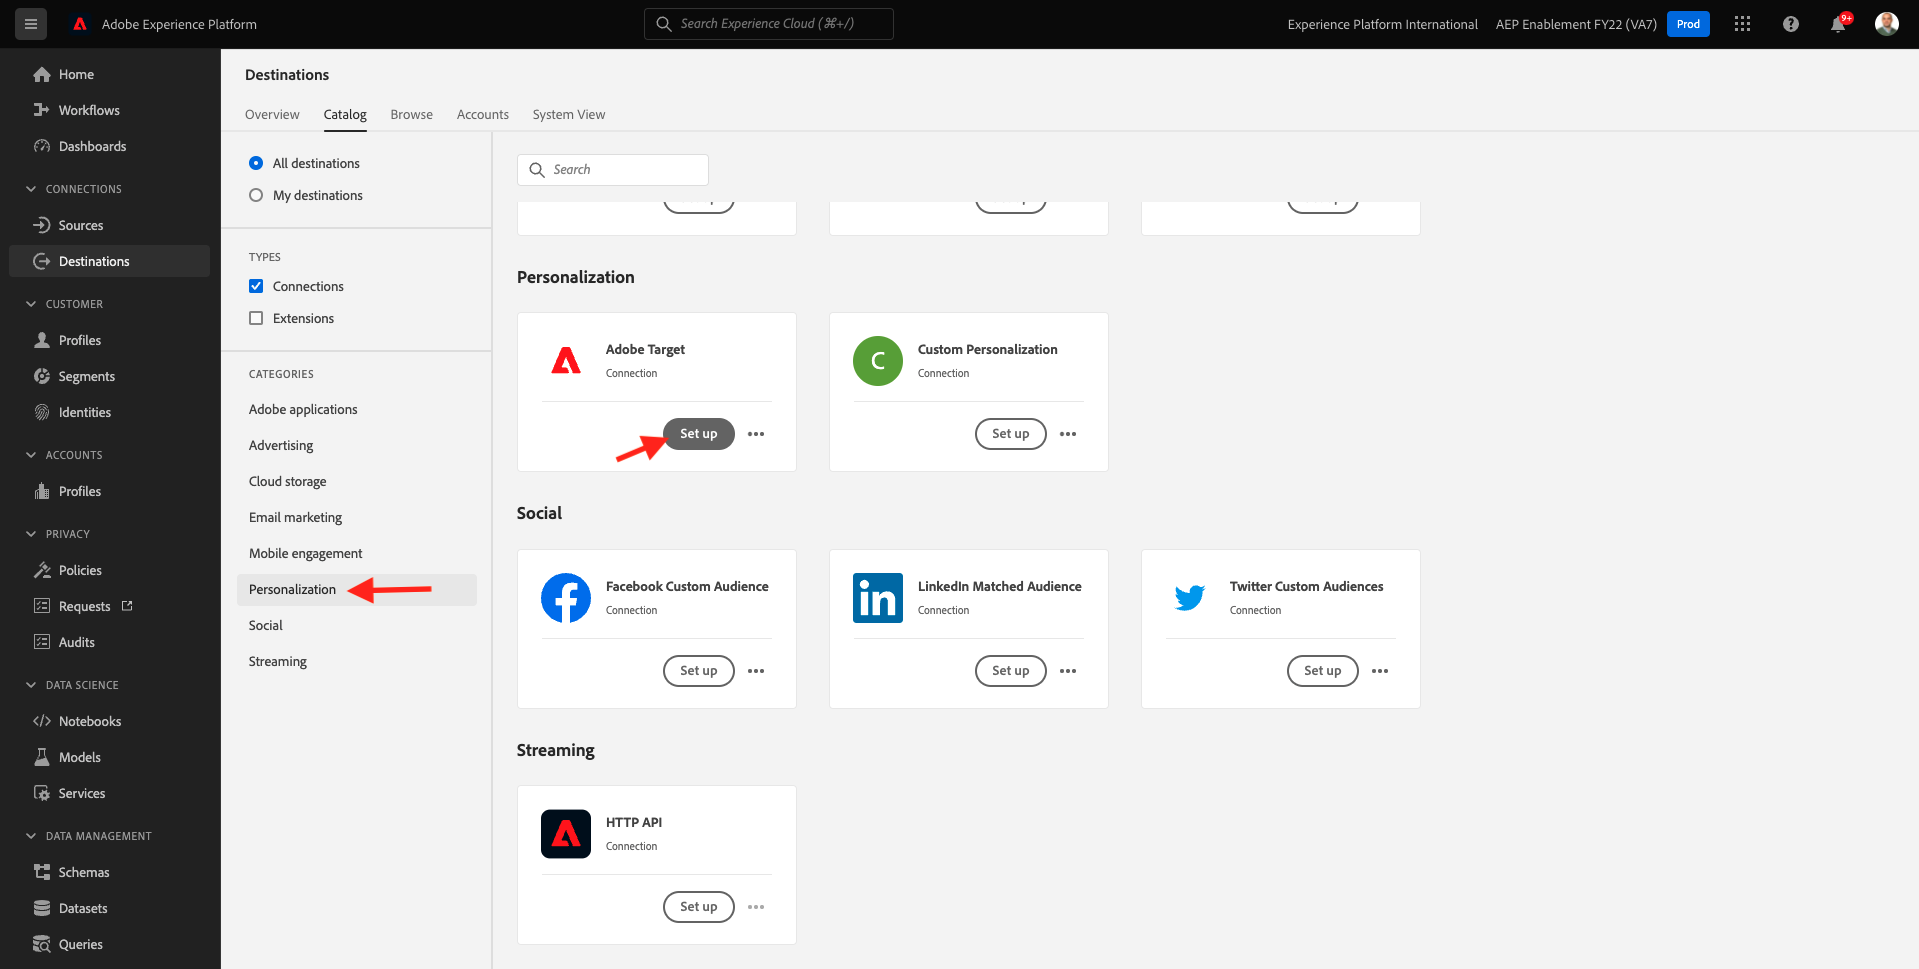 Adobe Experience Platform
Search Experience Cloud (⌘+/)
Experience Platform International
AEP Enablement FY22 (VA7)
Prod
9+
Home
Workflows
Dashboards
CONNECTIONS
Sources
Destinations
CUSTOMER
Profiles
Segments
Identities
ACCOUNTS
Profiles
PRIVACY
Policies
Requests
Audits
DATA SCIENCE
Notebooks
Models
Services
DATA MANAGEMENT
Schemas
Datasets
Queries
Destinations
Overview
Catalog
Browse
Accounts
System View
All destinations
My destinations
TYPES
Connections
Extensions
CATEGORIES
Adobe applications
Advertising
Cloud storage
Email marketing
Mobile engagement
Personalization
Social
Streaming
Search
Personalization
Adobe Target
Connection
Set up
Custom Personalization
Connection
C
Set up
Social
Facebook Custom Audience
Connection
Set up
LinkedIn Matched Audience
Connection
in
Set up
Twitter Custom Audiences
Connection
Set up
Streaming
HTTP API
Connection
Set up